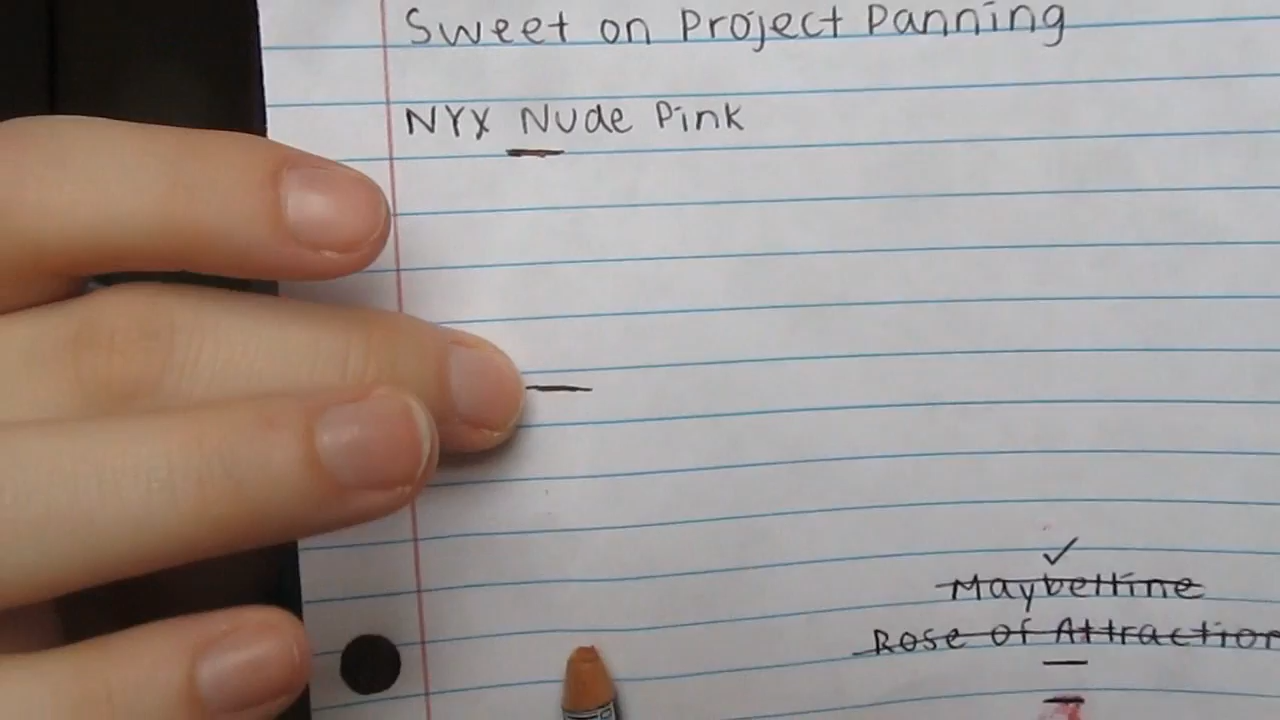 Sweet on Project Panning
NYX Nude Pink
Maybelline
Rose of Attraction